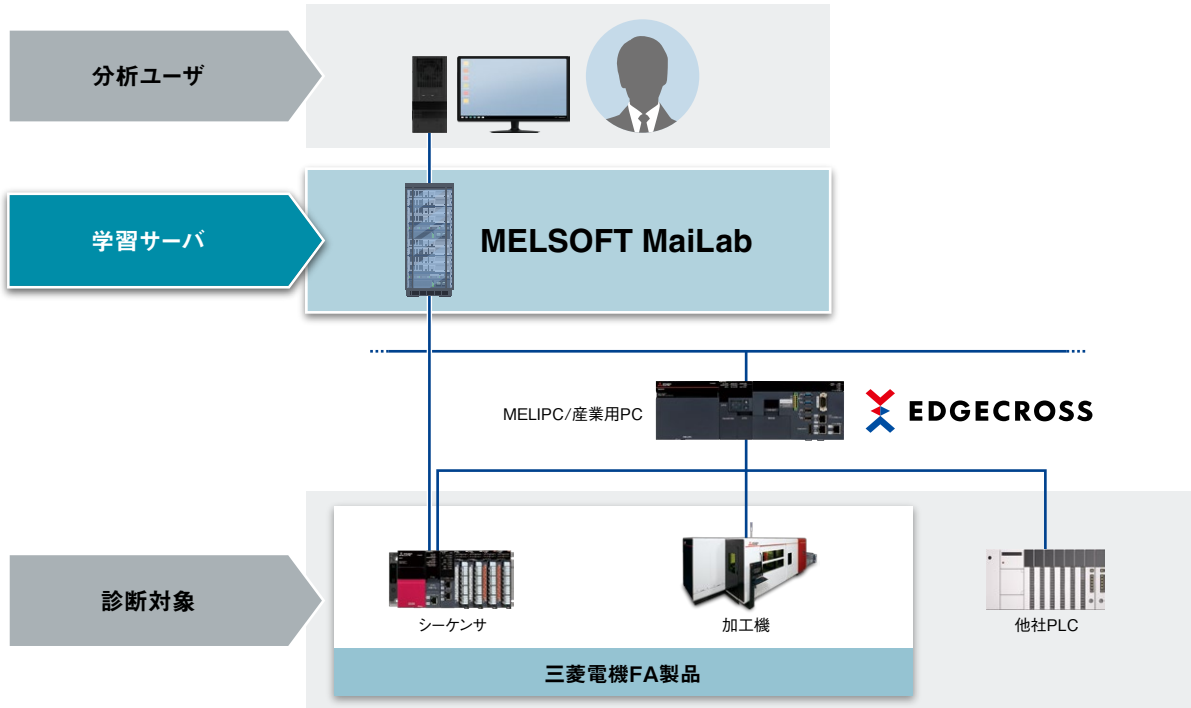 分析ユーザ
学習サーバ
MELSOFT MaiLab
MELIPC/産業用PC
EDGECROSS
診断対象
シーケンサ
加工機
他社PLC
三菱電機FA製品